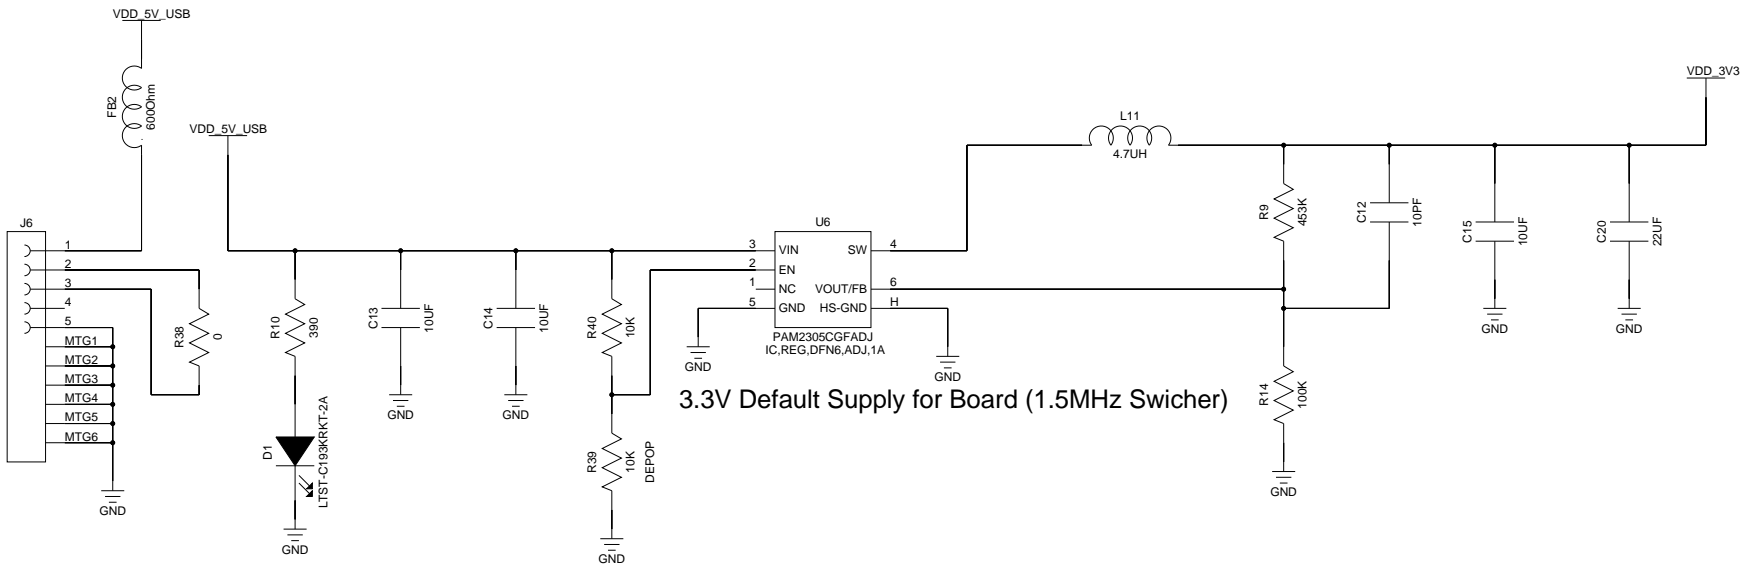 VDD_5V_USB
FB2
600Ohm
VDD_5V_USB
VDD_3V3
L11
4.7UH
J6
1
2
3
4
5
MTG1
MTG2
MTG3
MTG4
MTG5
MTG6
GND
R38
0
R10
390
D1
LTST-C193KRKT-2A
GND
C13
10UF
GND
C14
10UF
GND
R40
10K
R39
10K
DEPOP
GND
U6
3 VIN SW 4
2 EN
1 NC VOUT/FB 6
5 GND HS-GND H
PAM2305CGFADJ
IC,REG,DFN6,ADJ,1A
GND
GND
3.3V Default Supply for Board (1.5MHz Swicher)
R9
453K
C12
10PF
R14
100K
GND
C15
10UF
GND
C20
22UF
GND